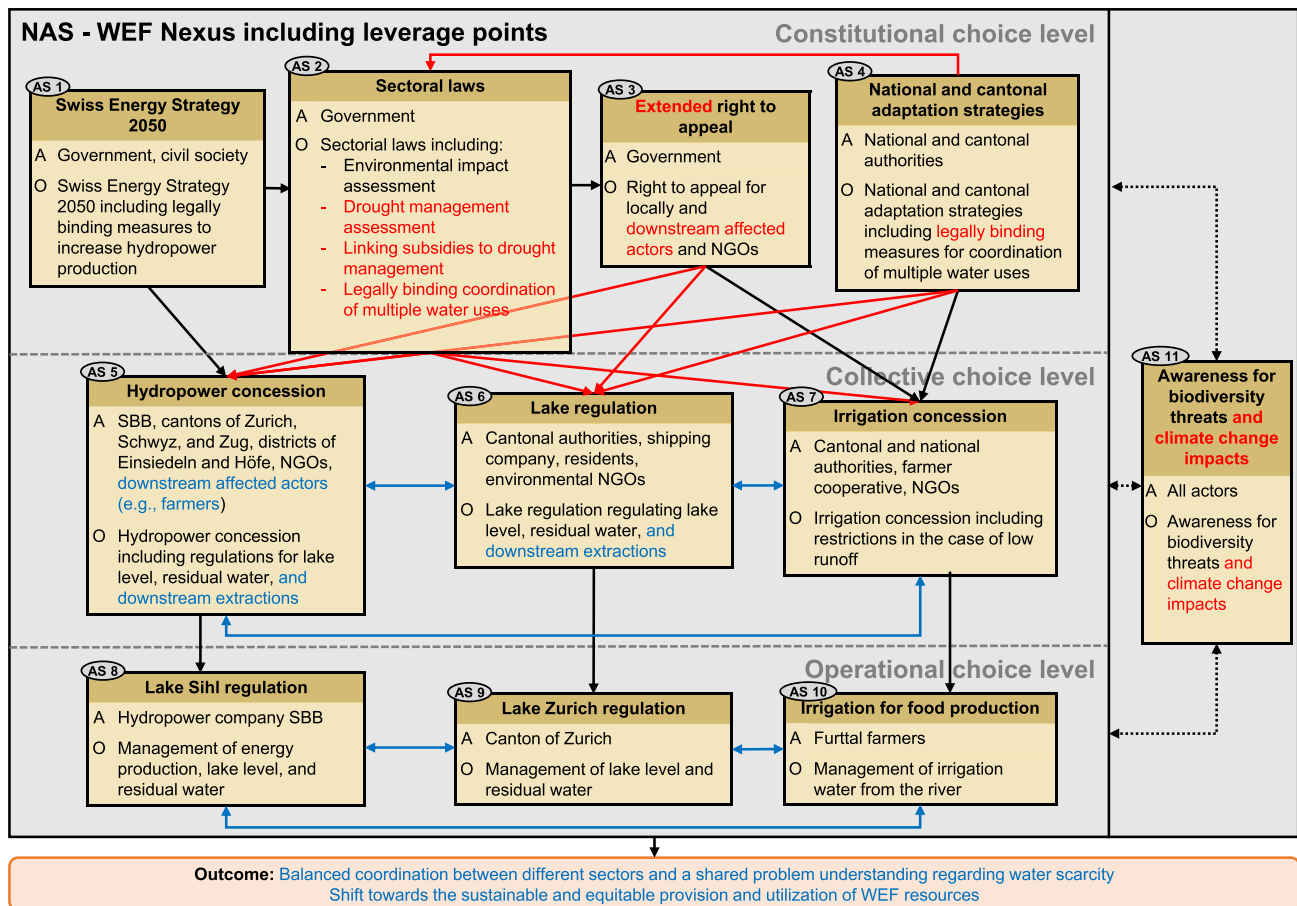 NAS - WEF Nexus including leverage points
Constitutional choice level
AS 1
Swiss Energy Strategy
2050
A Government, civil society
O Swiss Energy Strategy
2050 including legally
binding measures to
increase hydropower
production
AS 2
Sectoral laws
A Government
O Sectorial laws including:
- Environmental impact
assessment
- Drought management
assessment
- Linking subsidies to drought
management
- Legally binding coordination
of multiple water uses
AS 3
Extended right to
appeal
A Government
O Right to appeal for
locally and
downstream affected
actors and NGOs
AS 4
National and cantonal
adaptation strategies
A National and cantonal
authorities
O National and cantonal
adaptation strategies
including legally binding
measures for coordination
of multiple water uses
Collective choice level
AS 5
Hydropower concession
A SBB, cantons of Zurich,
Schwyz, and Zug, districts of
Einsiedeln and Höfe, NGOs,
downstream affected actors
(e.g., farmers)
O Hydropower concession
including regulations for lake
level, residual water, and
downstream extractions
AS 6
Lake regulation
A Cantonal authorities, shipping
company, residents,
environmental NGOs
O Lake regulation regulating lake
level, residual water, and
downstream extractions
AS 7
Irrigation concession
A Cantonal and national
authorities, farmer
cooperative, NGOs
O Irrigation concession including
restrictions in the case of low
runoff
AS 11
Awareness for
biodiversity
threats and
climate change
impacts
A All actors
O Awareness for
biodiversity
threats and
climate change
impacts
Operational choice level
AS 8
Lake Sihl regulation
A Hydropower company SBB
O Management of energy
production, lake level, and
residual water
AS 9
Lake Zurich regulation
A Canton of Zurich
O Management of lake level and
residual water
AS 10
Irrigation for food production
A Furttal farmers
O Management of irrigation
water from the river
Outcome: Balanced coordination between different sectors and a shared problem understanding regarding water scarcity
Shift towards the sustainable and equitable provision and utilization of WEF resources